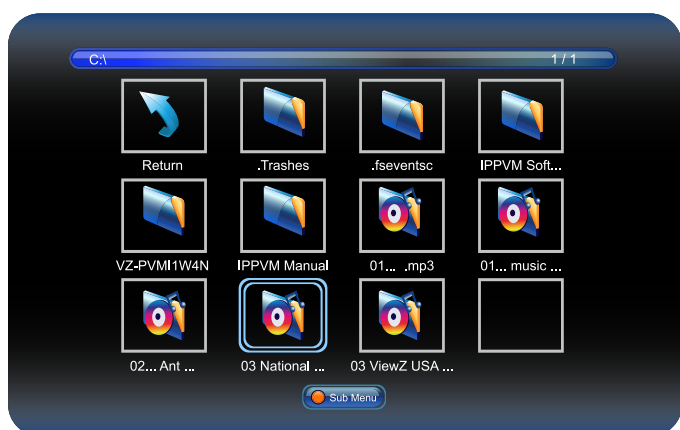 C:\ 1 / 1
Return .Trashes .fseventsc IPPVM Soft...
VZ-PVMI1W4N IPPVM Manual 01... .mp3 01... music ...
02... Ant ... 03 National ... 03 ViewZ USA ...
Sub Menu